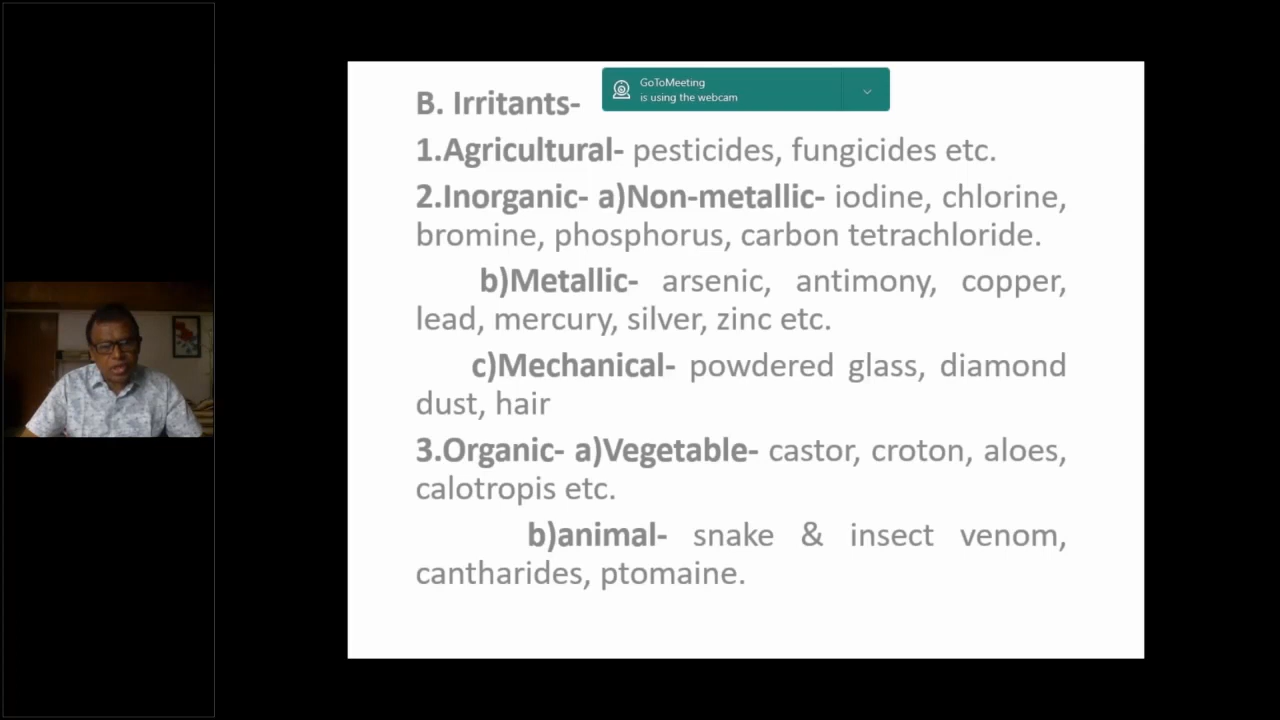 GoToMeeting
is using the webcam
B. Irritants-
1.Agricultural- pesticides, fungicides etc.
2.Inorganic- a)Non-metallic- iodine, chlorine,
bromine, phosphorus, carbon tetrachloride.
b)Metallic- arsenic, antimony, copper,
lead, mercury, silver, zinc etc.
c)Mechanical- powdered glass, diamond
dust, hair
3.Organic- a)Vegetable- castor, croton, aloes,
calotropis etc.
b)animal- snake & insect venom,
cantharides, ptomaine.